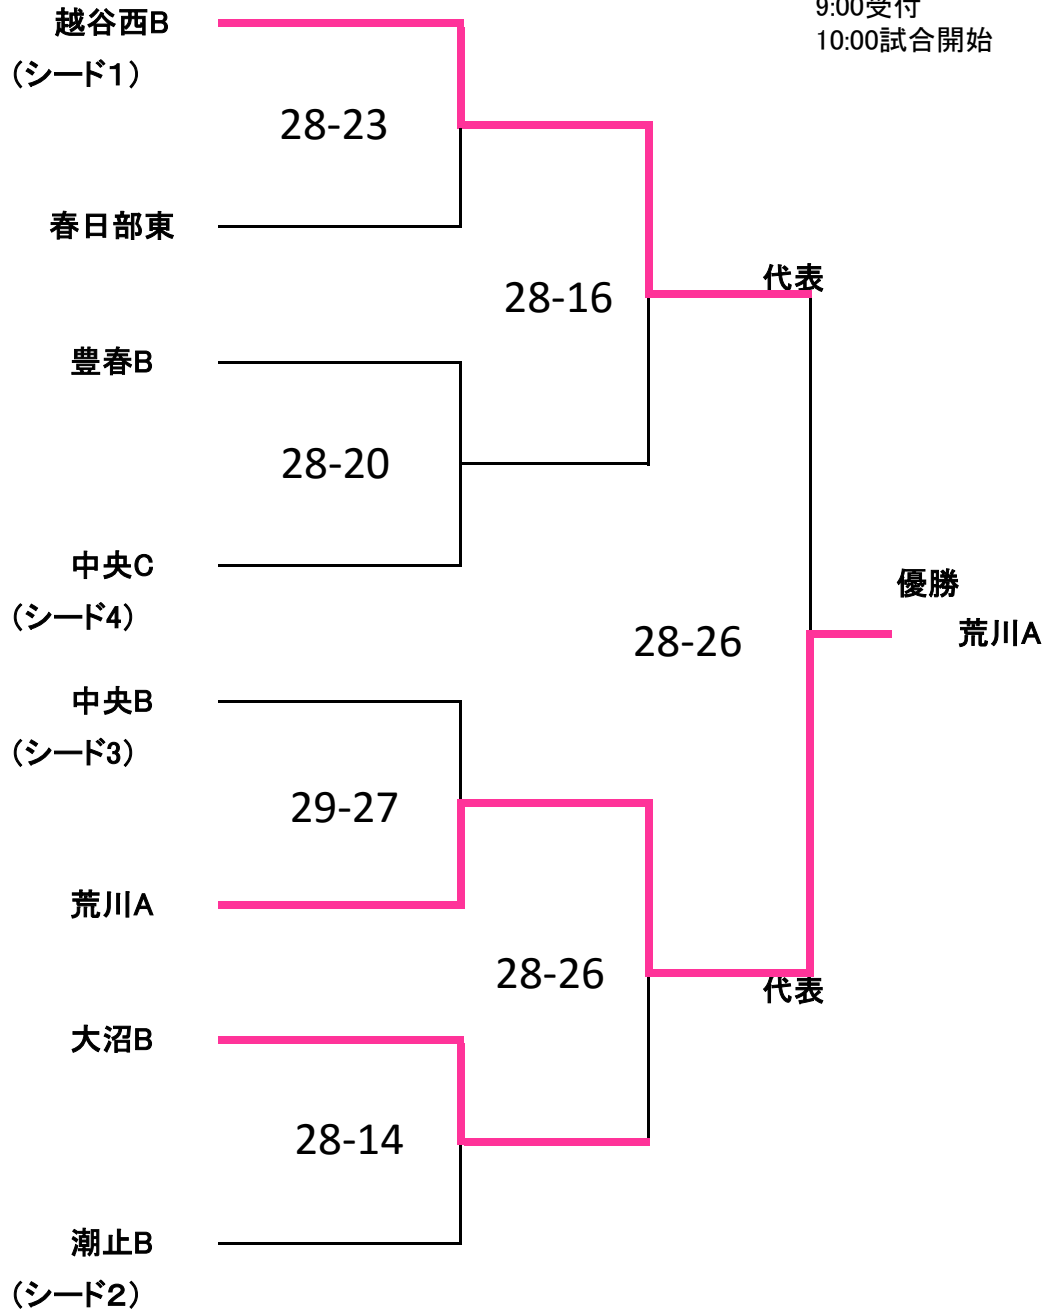 9:00受付
越谷西B
10:00試合開始
(シード1)
28-23
春日部東
代表
28-16
豊春B
28-20
中央C
優勝
(シード4)
荒川A
28-26
中央B
(シード3)
29-27
荒川A
28-26
代表
大沼B
28-14
潮止B
(シード2)